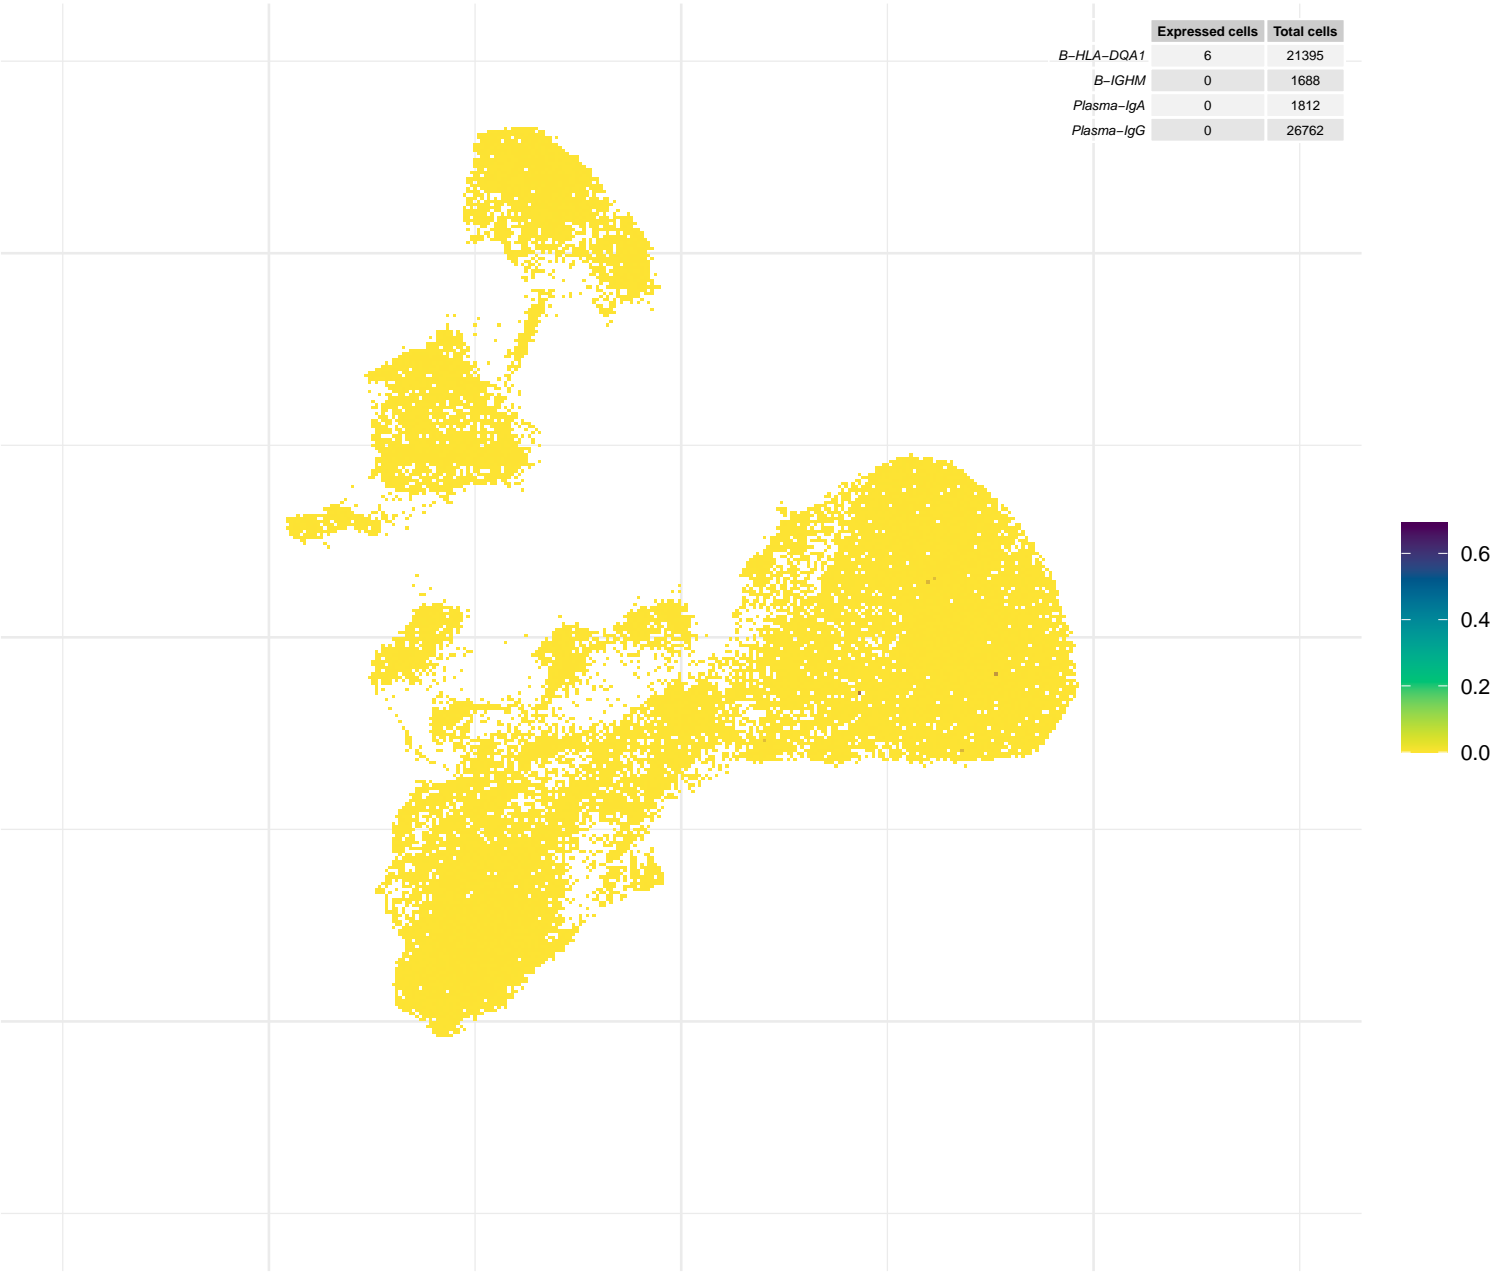 Expressed cells Total cells
B−HLA−DQA1 6 21395
B−IGHM 0 1688
Plasma−IgA 0 1812
Plasma−IgG 0 26762
0.6
0.4
0.2
0.0